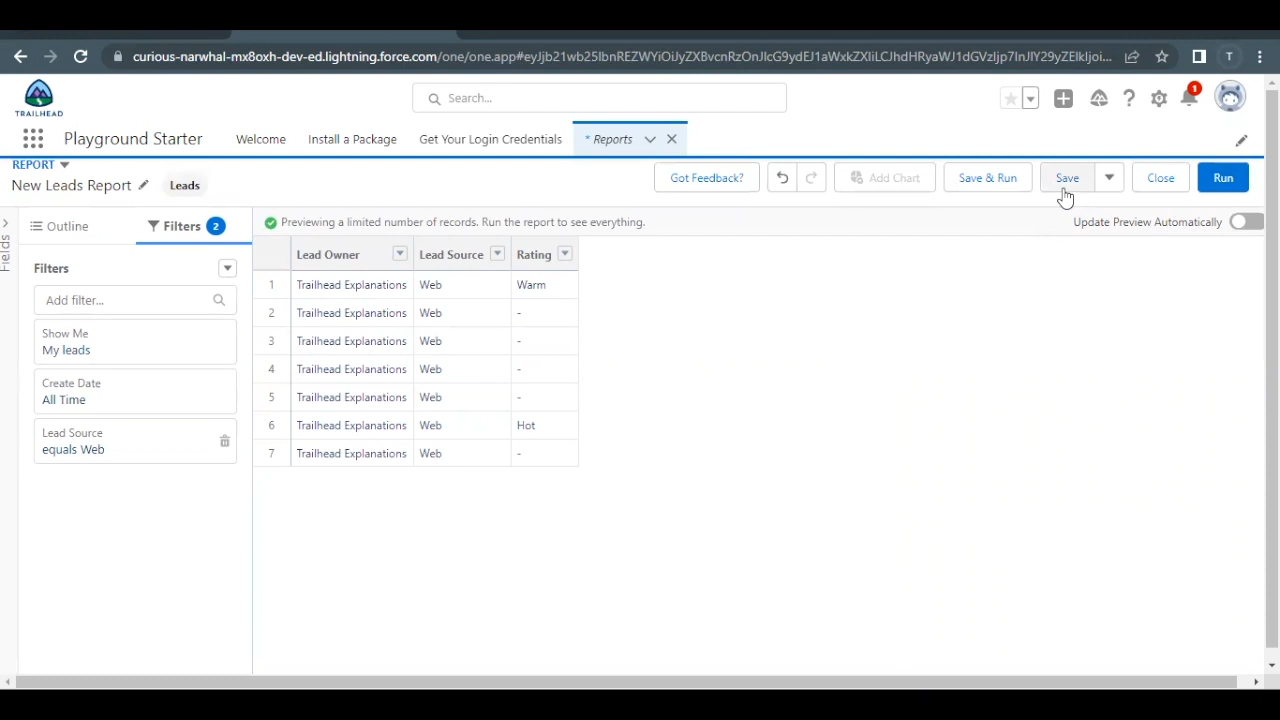 curious-narwhal-mx8oxh-dev-ed.lightning.force.com
T
TRAILHEAD
Search...
1
Playground Starter
Welcome
Install a Package
Get Your Login Credentials
* Reports
REPORT
New Leads Report
Leads
Got Feedback?
Add Chart
Save & Run
Save
Close
Run
Fields
Outline
Filters 2
Previewing a limited number of records. Run the report to see everything.
Update Preview Automatically
Filters
Add filter...
Show Me
My leads
Create Date
All Time
Lead Source
equals Web
Lead Owner Lead Source Rating
1 Trailhead Explanations Web Warm
2 Trailhead Explanations Web -
3 Trailhead Explanations Web -
4 Trailhead Explanations Web -
5 Trailhead Explanations Web -
6 Trailhead Explanations Web Hot
7 Trailhead Explanations Web -